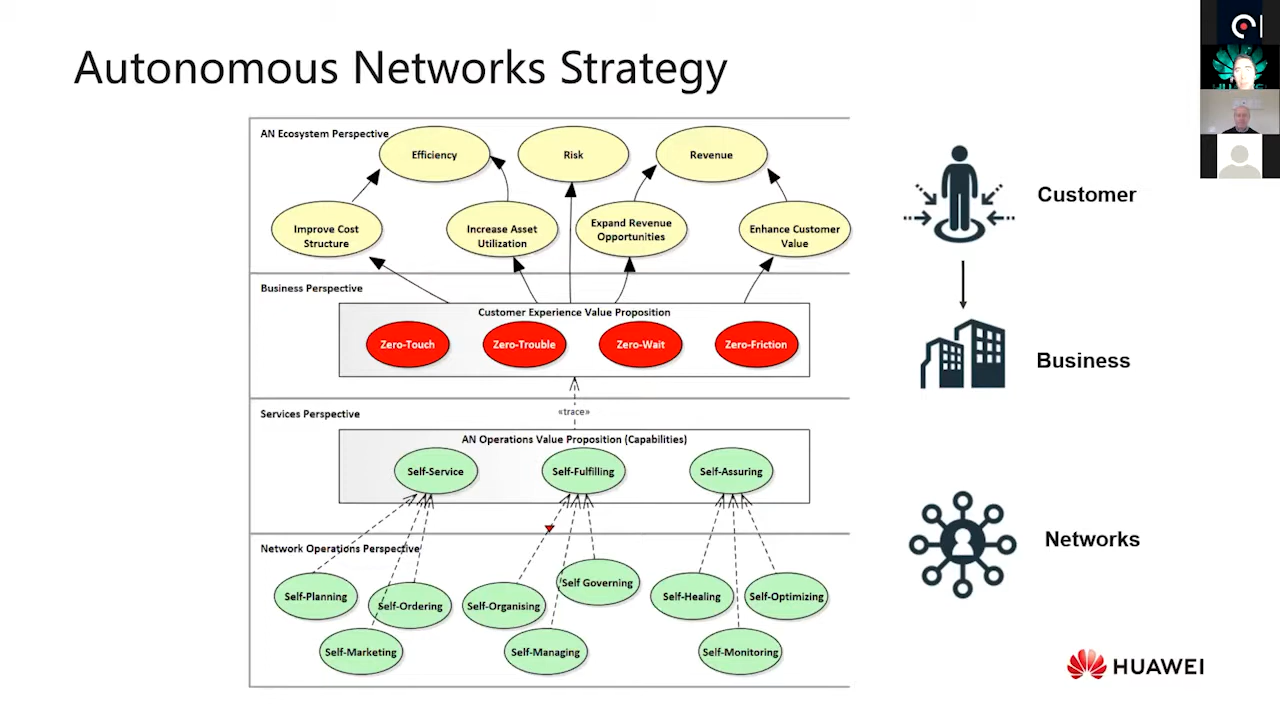 Autonomous Networks Strategy
AN Ecosystem Perspective
Efficiency
Risk
Revenue
Improve Cost
Structure
Increase Asset
Utilization
Expand Revenue
Opportunities
Enhance Customer
Value
Business Perspective
Customer Experience Value Proposition
Zero-Touch
Zero-Trouble
Zero-Wait
Zero-Friction
«trace»
Services Perspective
AN Operations Value Proposition (Capabilities)
Self-Service
Self-Fulfilling
Self-Assuring
Network Operations Perspective
Self-Planning
Self-Ordering
Self-Marketing
Self-Organising
Self Governing
Self-Managing
Self-Healing
Self-Optimizing
Self-Monitoring
Customer
Business
Networks
HUAWEI